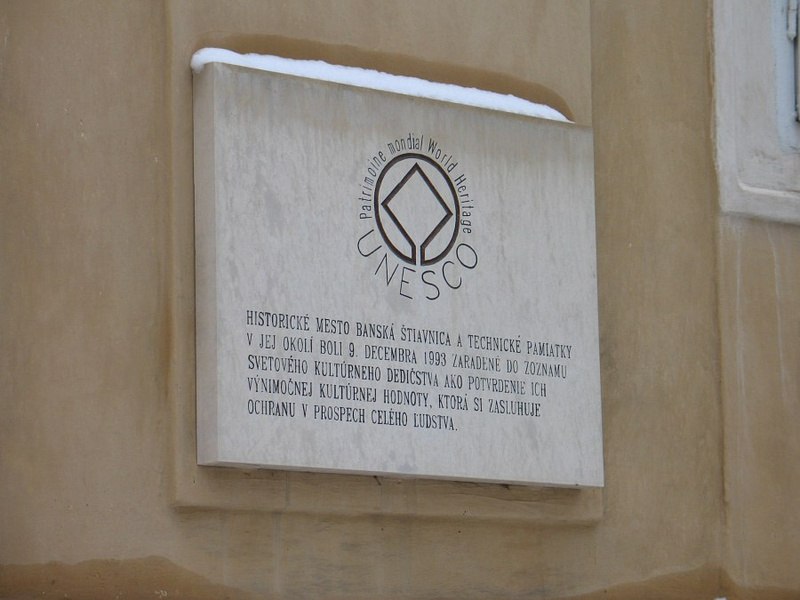 Patrimoine mondial World Heritage
UNESCO
HISTORICKÉ MESTO BANSKÁ ŠTIAVNICA A TECHNICKÉ PAMIATKY
V JEJ OKOLÍ BOLI 9. DECEMBRA 1993 ZARADENÉ DO ZOZNAMU
SVETOVÉHO KULTÚRNEHO DEDIČSTVA AKO POTVRDENIE ICH
VÝNIMOČNEJ KULTÚRNEJ HODNOTY, KTORÁ SI ZASLUHUJE
OCHRANU V PROSPECH CELÉHO ĽUDSTVA.